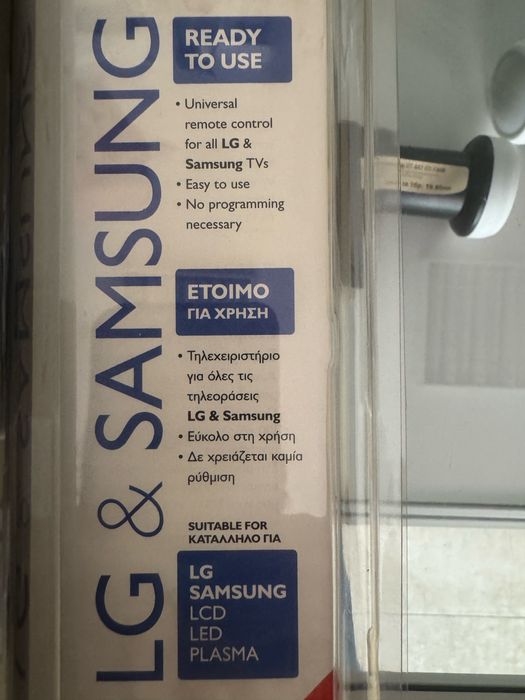 LG & SAMSUNG
READY
TO USE
• Universal
remote control
for all LG &
Samsung TVs
• Easy to use
• No programming
necessary
ΕΤΟΙΜΟ
ΓΙΑ ΧΡΗΣΗ
• Τηλεχειριστήριο
για όλες τις
τηλεοράσεις
LG & Samsung
• Εύκολο στη χρήση
• Δε χρειάζεται καμία
ρύθμιση
SUITABLE FOR
ΚΑΤΑΛΛΗΛΟ ΓΙΑ
LG
SAMSUNG
LCD
LED
PLASMA